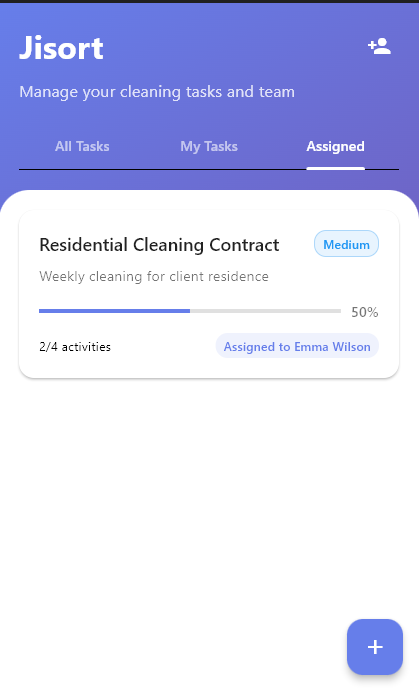 Jisort
Manage your cleaning tasks and team
All Tasks
My Tasks
Assigned
Residential Cleaning Contract
Medium
Weekly cleaning for client residence
50%
2/4 activities
Assigned to Emma Wilson